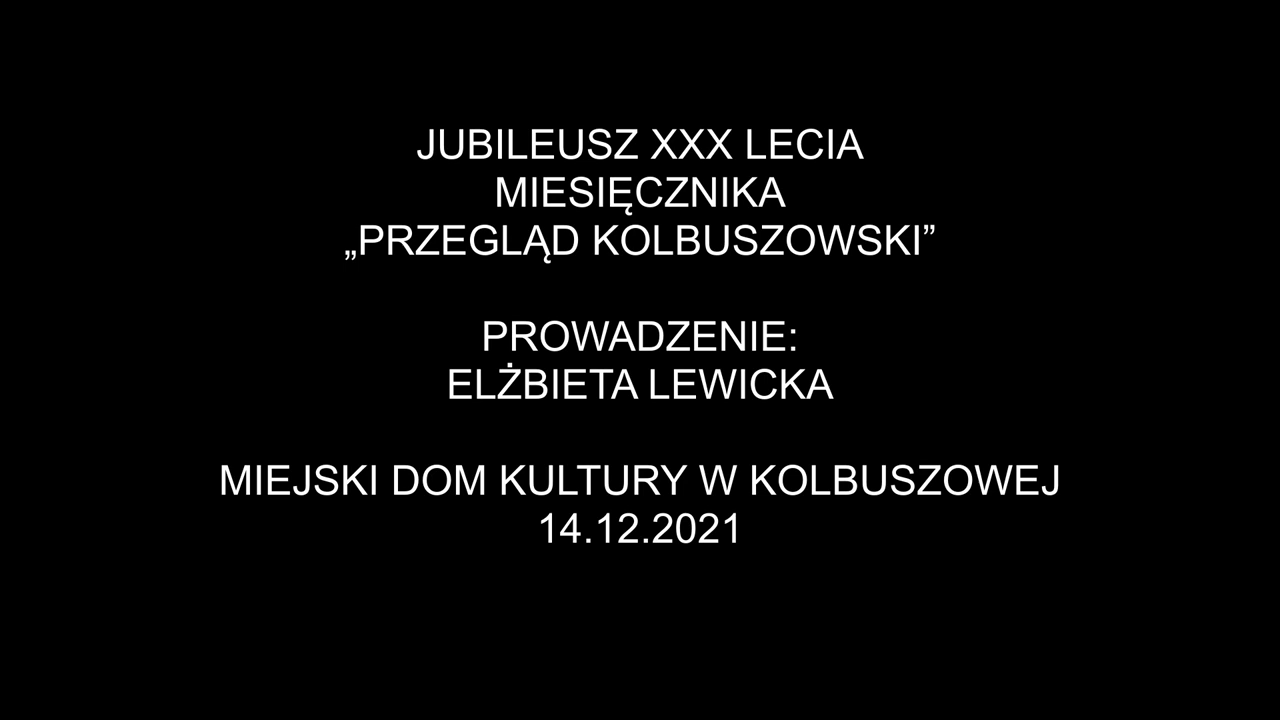 JUBILEUSZ XXX LECIA
MIESIĘCZNIKA
„PRZEGLĄD KOLBUSZOWSKI”
PROWADZENIE:
ELŻBIETA LEWICKA
MIEJSKI DOM KULTURY W KOLBUSZOWEJ
14.12.2021